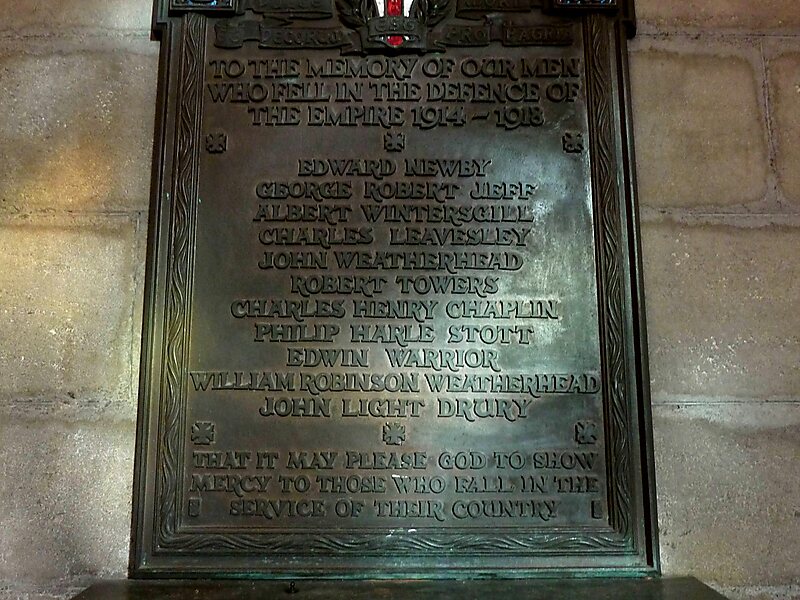 DECORUM PRO PATRIA
TO THE MEMORY OF OUR MEN
WHO FELL IN THE DEFENCE OF
THE EMPIRE 1914 – 1918
EDWARD NEWBY
GEORGE ROBERT JEFF
ALBERT WINTERSGILL
CHARLES LEAVESLEY
JOHN WEATHERHEAD
ROBERT TOWERS
CHARLES HENRY CHAPLIN
PHILIP HARLE STOTT
EDWIN WARRIOR
WILLIAM ROBINSON WEATHERHEAD
JOHN LIGHT DRURY
THAT IT MAY PLEASE GOD TO SHOW
MERCY TO THOSE WHO FALL IN THE
SERVICE OF THEIR COUNTRY